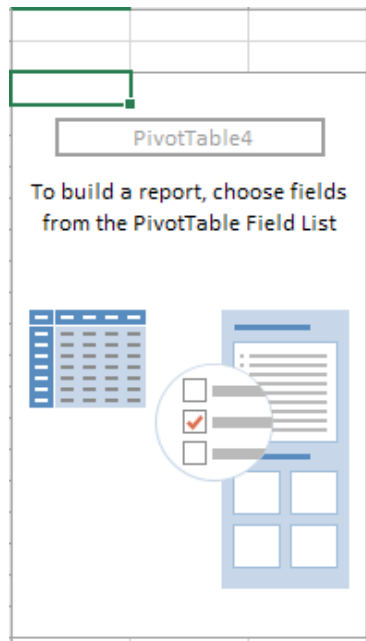 PivotTable4
To build a report, choose fields
from the PivotTable Field List